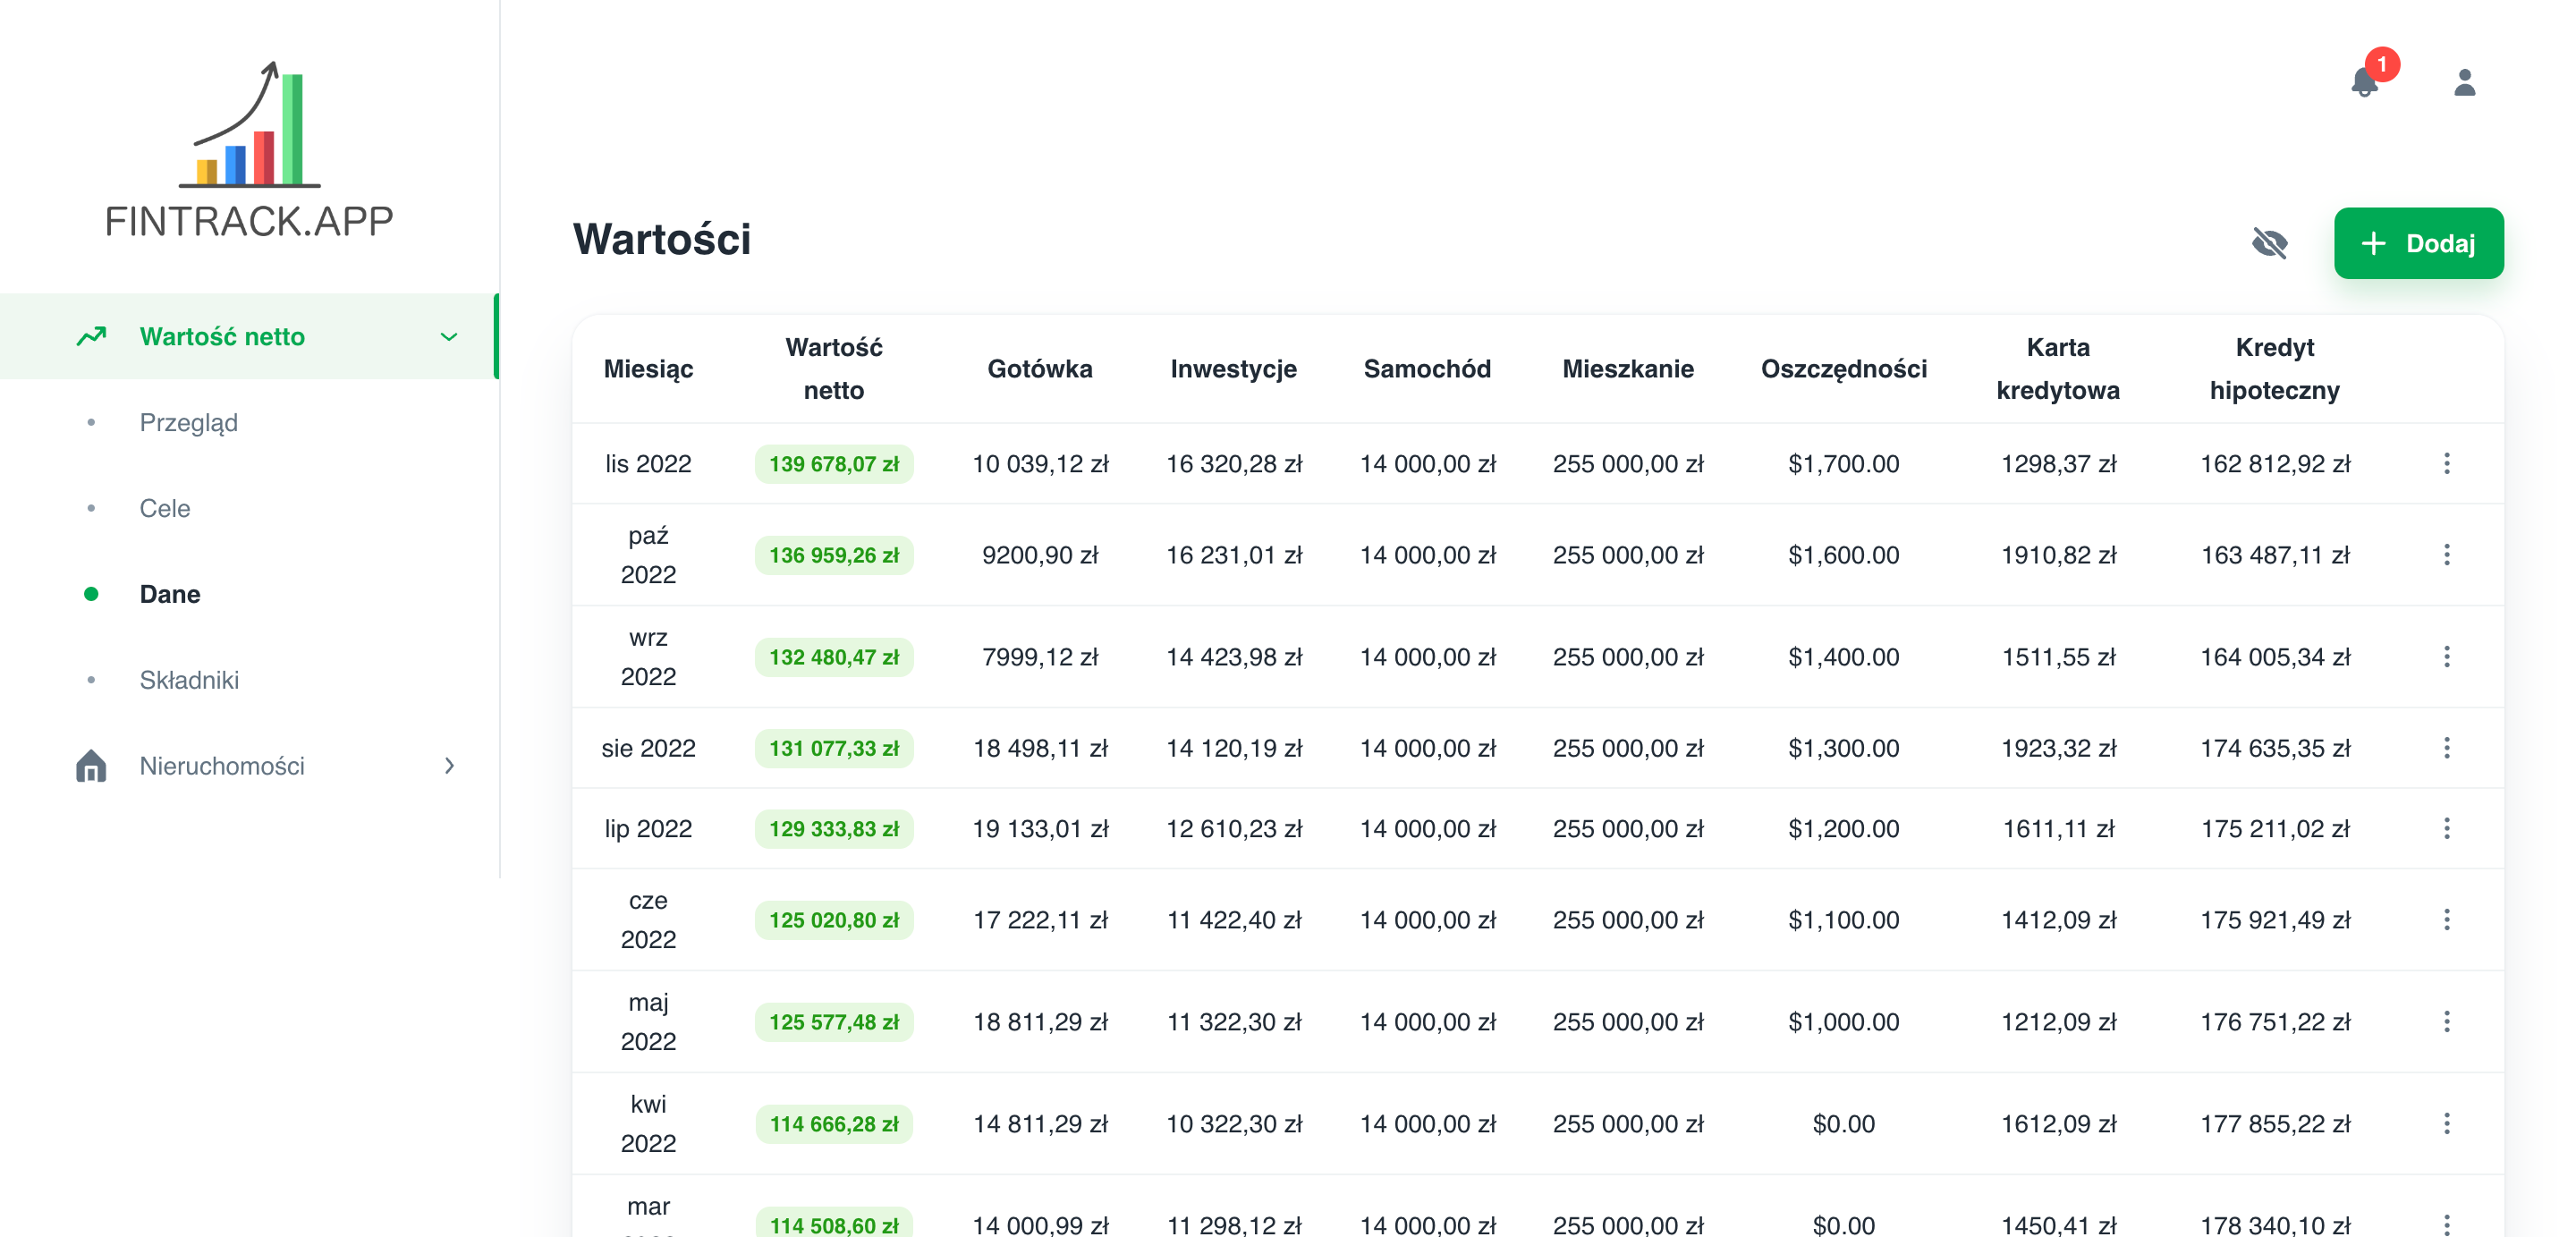 FINTRACK.APP
Wartość netto
Przegląd
Cele
Dane
Składniki
Nieruchomości
1
Wartości
Dodaj
Miesiąc Wartość netto Gotówka Inwestycje Samochód Mieszkanie Oszczędności Karta kredytowa Kredyt hipoteczny
lis 2022 139 678,07 zł 10 039,12 zł 16 320,28 zł 14 000,00 zł 255 000,00 zł $1,700.00 1298,37 zł 162 812,92 zł
paź 2022 136 959,26 zł 9200,90 zł 16 231,01 zł 14 000,00 zł 255 000,00 zł $1,600.00 1910,82 zł 163 487,11 zł
wrz 2022 132 480,47 zł 7999,12 zł 14 423,98 zł 14 000,00 zł 255 000,00 zł $1,400.00 1511,55 zł 164 005,34 zł
sie 2022 131 077,33 zł 18 498,11 zł 14 120,19 zł 14 000,00 zł 255 000,00 zł $1,300.00 1923,32 zł 174 635,35 zł
lip 2022 129 333,83 zł 19 133,01 zł 12 610,23 zł 14 000,00 zł 255 000,00 zł $1,200.00 1611,11 zł 175 211,02 zł
cze 2022 125 020,80 zł 17 222,11 zł 11 422,40 zł 14 000,00 zł 255 000,00 zł $1,100.00 1412,09 zł 175 921,49 zł
maj 2022 125 577,48 zł 18 811,29 zł 11 322,30 zł 14 000,00 zł 255 000,00 zł $1,000.00 1212,09 zł 176 751,22 zł
kwi 2022 114 666,28 zł 14 811,29 zł 10 322,30 zł 14 000,00 zł 255 000,00 zł $0.00 1612,09 zł 177 855,22 zł
mar 114 508,60 zł 14 000,99 zł 11 298,12 zł 14 000,00 zł 255 000,00 zł $0.00 1450,41 zł 178 340,10 zł